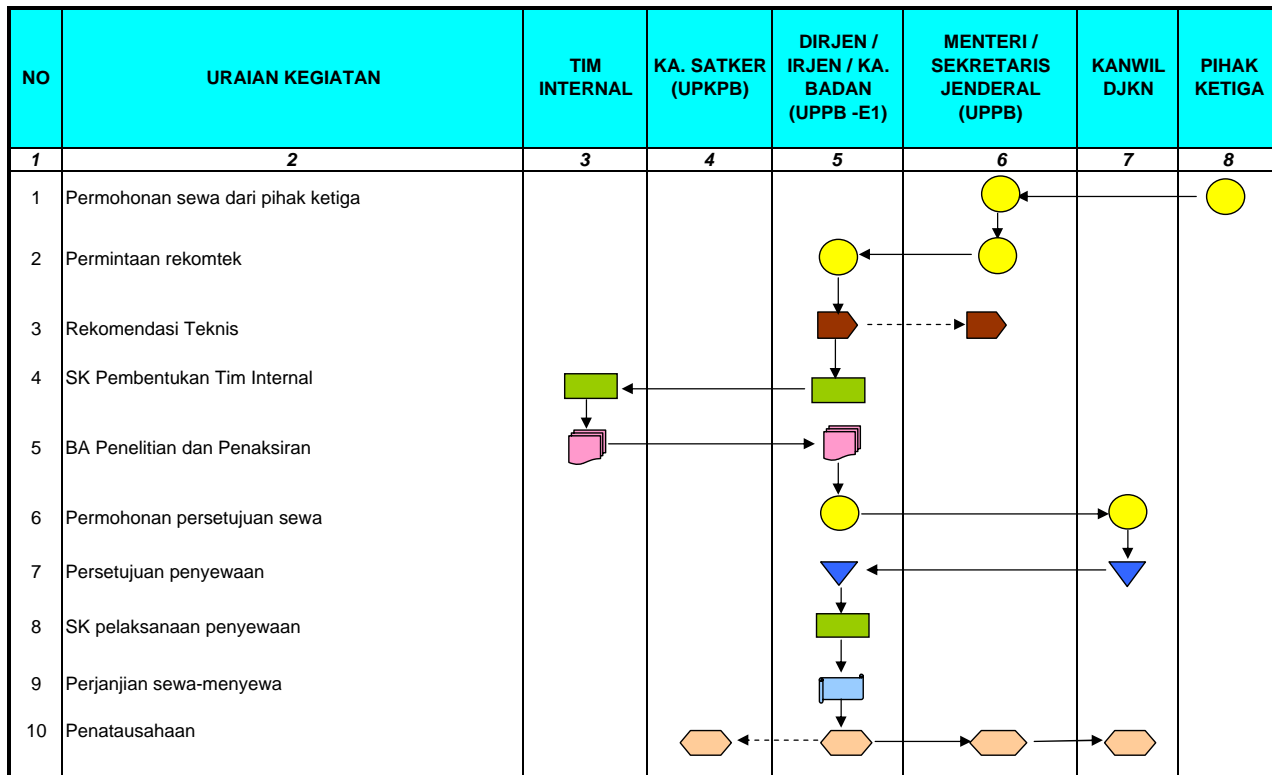 NO
URAIAN KEGIATAN
TIM
INTERNAL
KA. SATKER
(UPKPB)
DIRJEN /
IRJEN / KA.
BADAN
(UPPB -E1)
MENTERI /
SEKRETARIS
JENDERAL
(UPPB)
KANWIL
DJKN
PIHAK
KETIGA
1 2 3 4 5 6 7 8
1 Permohonan sewa dari pihak ketiga
2 Permintaan rekomtek
3 Rekomendasi Teknis
4 SK Pembentukan Tim Internal
5 BA Penelitian dan Penaksiran
6 Permohonan persetujuan sewa
7 Persetujuan penyewaan
8 SK pelaksanaan penyewaan
9 Perjanjian sewa-menyewa
10 Penatausahaan